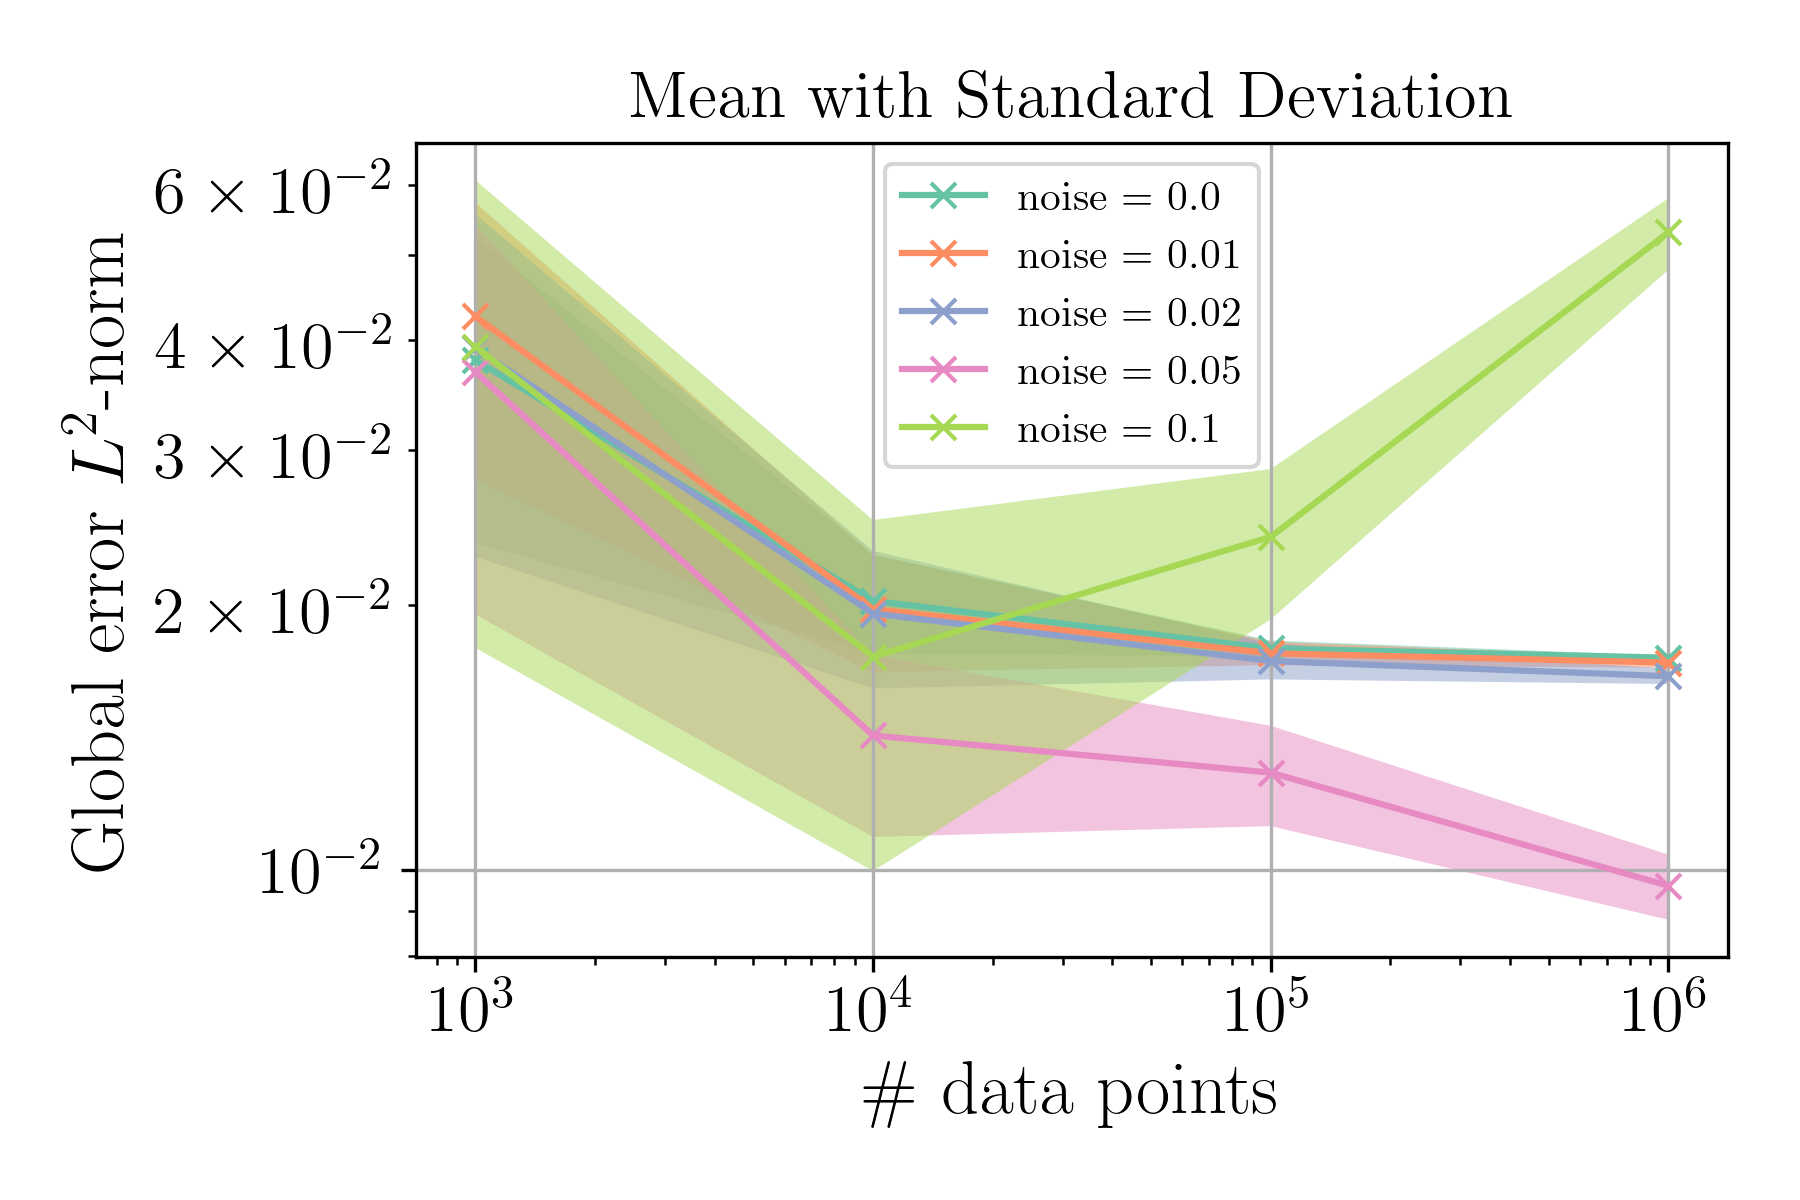 Mean with Standard Deviation
6 × 10⁻²
4 × 10⁻²
3 × 10⁻²
2 × 10⁻²
10⁻²
Global error L²-norm
noise = 0.0
noise = 0.01
noise = 0.02
noise = 0.05
noise = 0.1
10³ 10⁴ 10⁵ 10⁶
# data points